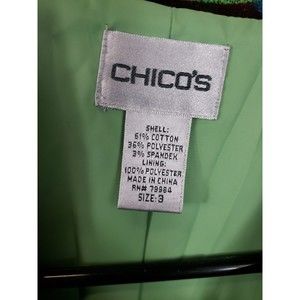 CHICO'S
SHELL:
61% COTTON
36% POLYESTER
3% SPANDEX
LINING:
100% POLYESTER
MADE IN CHINA
RN# 79984
SIZE: 3